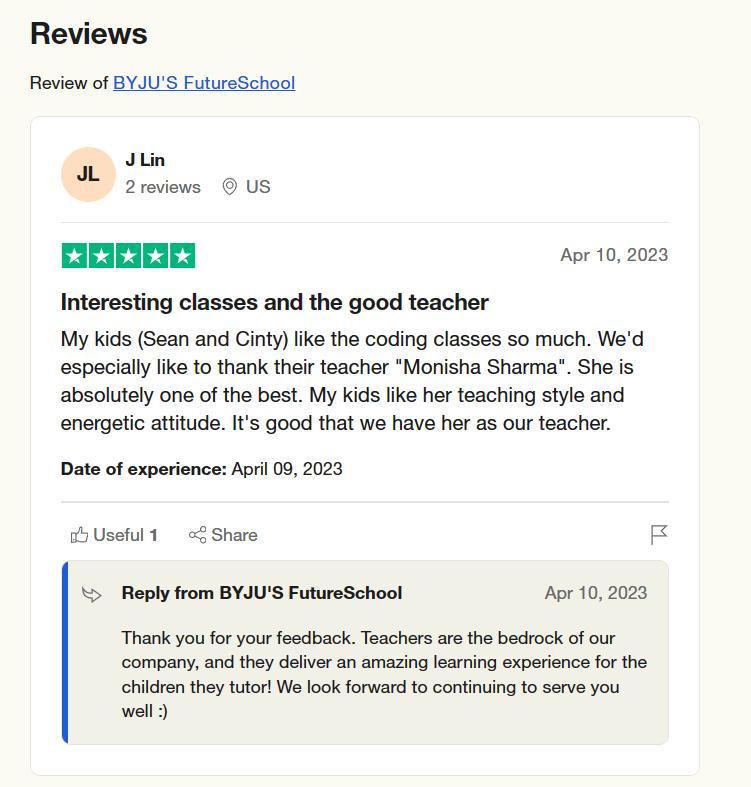 Reviews
Review of BYJU'S FutureSchool
JL
J Lin
2 reviews US
Apr 10, 2023
Interesting classes and the good teacher
My kids (Sean and Cinty) like the coding classes so much. We'd
especially like to thank their teacher "Monisha Sharma". She is
absolutely one of the best. My kids like her teaching style and
energetic attitude. It's good that we have her as our teacher.
Date of experience: April 09, 2023
Useful 1 Share
Reply from BYJU'S FutureSchool Apr 10, 2023
Thank you for your feedback. Teachers are the bedrock of our
company, and they deliver an amazing learning experience for the
children they tutor! We look forward to continuing to serve you
well :)